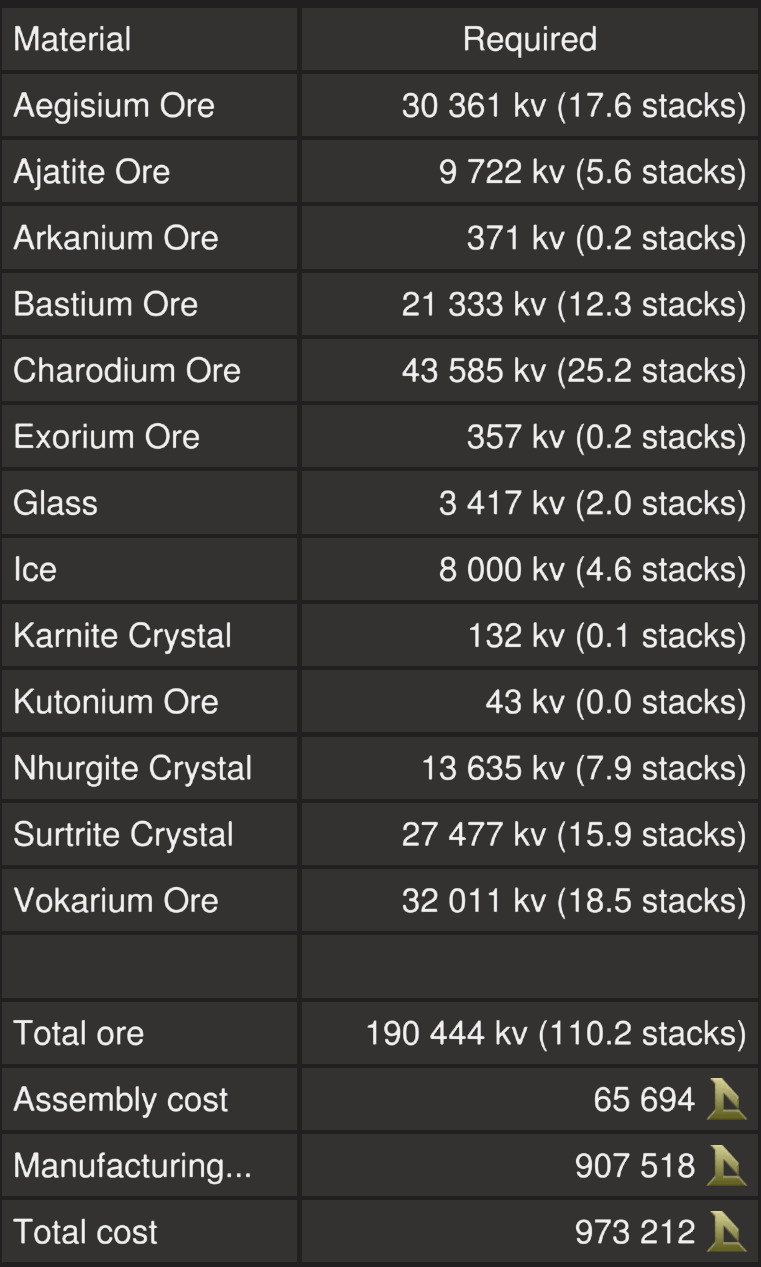 Material Required
Aegisium Ore 30 361 kv (17.6 stacks)
Ajatite Ore 9 722 kv (5.6 stacks)
Arkanium Ore 371 kv (0.2 stacks)
Bastium Ore 21 333 kv (12.3 stacks)
Charodium Ore 43 585 kv (25.2 stacks)
Exorium Ore 357 kv (0.2 stacks)
Glass 3 417 kv (2.0 stacks)
Ice 8 000 kv (4.6 stacks)
Karnite Crystal 132 kv (0.1 stacks)
Kutonium Ore 43 kv (0.0 stacks)
Nhurgite Crystal 13 635 kv (7.9 stacks)
Surtrite Crystal 27 477 kv (15.9 stacks)
Vokarium Ore 32 011 kv (18.5 stacks)
Total ore 190 444 kv (110.2 stacks)
Assembly cost 65 694
Manufacturing... 907 518
Total cost 973 212